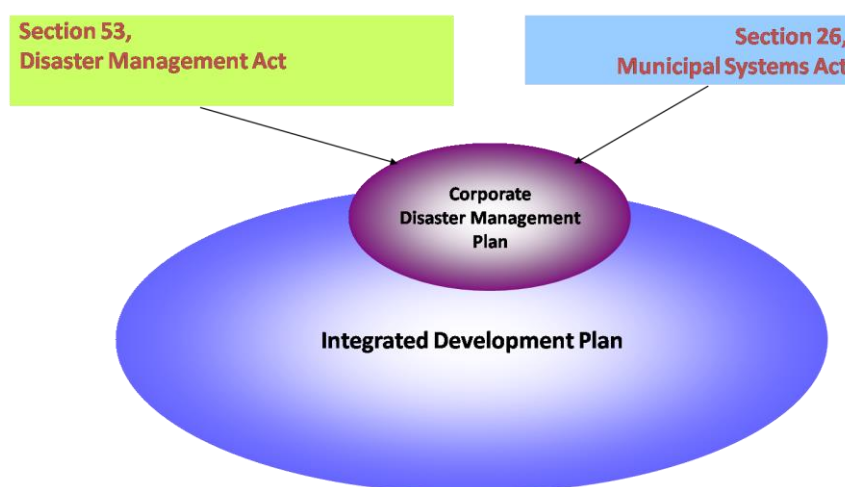 Section 53,
Disaster Management Act
Section 26,
Municipal Systems Act
Corporate
Disaster Management
Plan
Integrated Development Plan